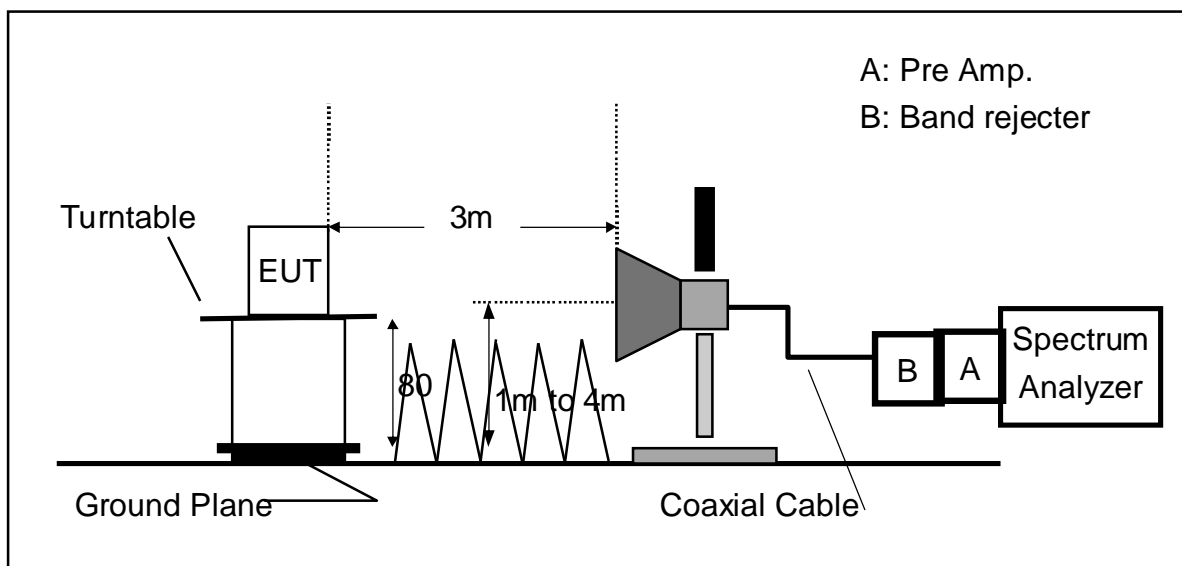 A: Pre Amp.
B: Band rejecter
Turntable
3m
EUT
80
1m to 4m
B
A
Spectrum
Analyzer
Ground Plane
Coaxial Cable